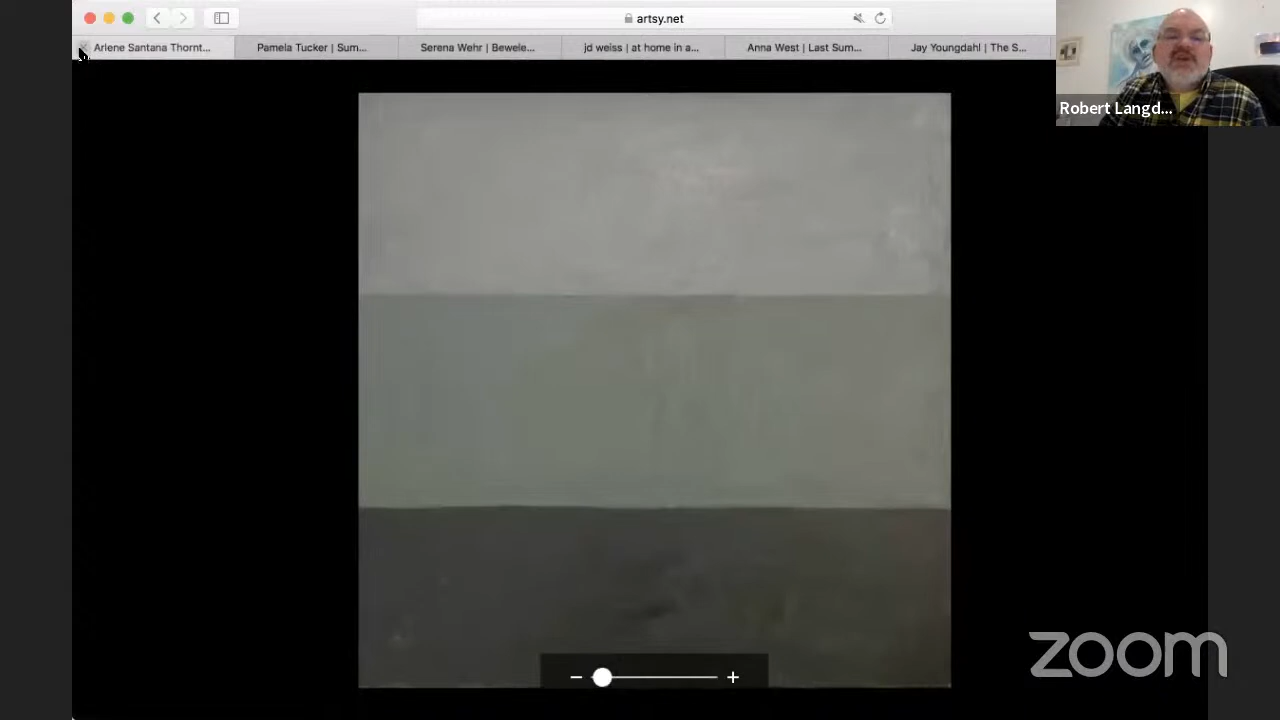 artsy.net
Arlene Santana Thornt...
Pamela Tucker | Sum...
Serena Wehr | Bewele...
jd weiss | at home in a...
Anna West | Last Sum...
Jay Youngdahl | The S...
Robert Langd...
zoom